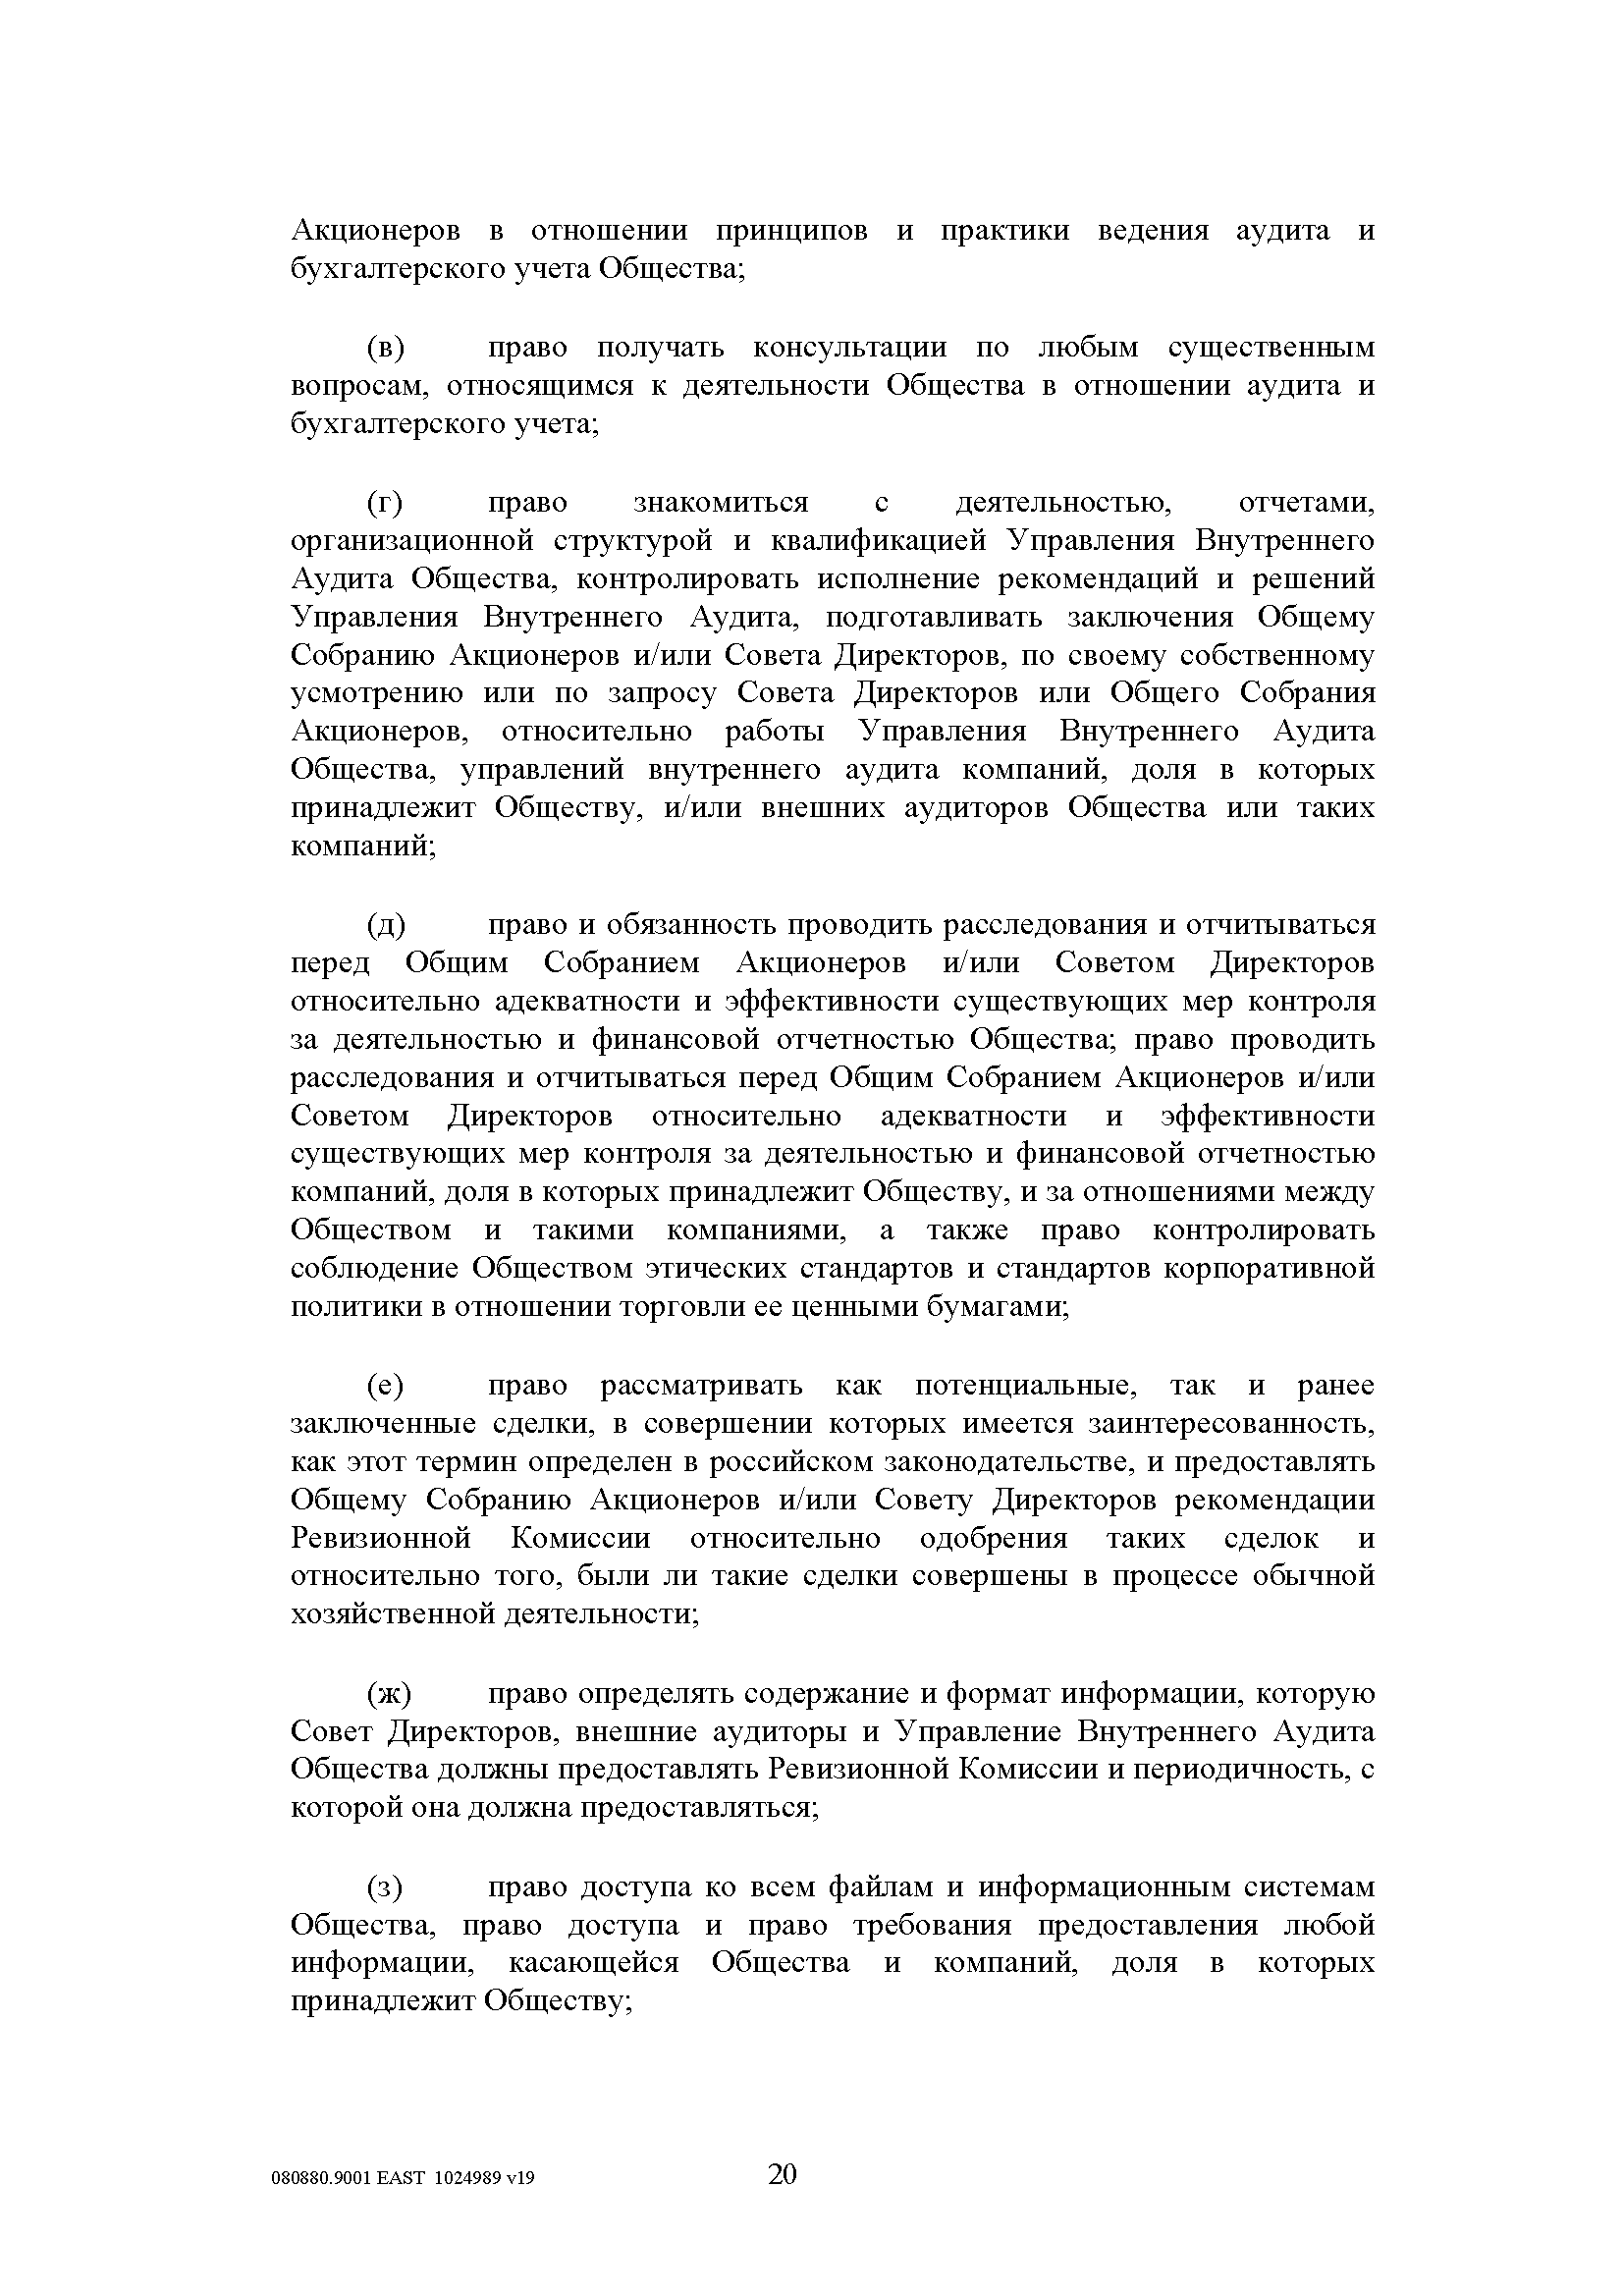 Акционеров в отношении принципов и практики ведения аудита и
бухгалтерского учета Общества;
(в) право получать консультации по любым существенным
вопросам, относящимся к деятельности Общества в отношении аудита и
бухгалтерского учета;
(г) право знакомиться с деятельностью, отчетами,
организационной структурой и квалификацией Управления Внутреннего
Аудита Общества, контролировать исполнение рекомендаций и решений
Управления Внутреннего Аудита, подготавливать заключения Общему
Собранию Акционеров и/или Совета Директоров, по своему собственному
усмотрению или по запросу Совета Директоров или Общего Собрания
Акционеров, относительно работы Управления Внутреннего Аудита
Общества, управлений внутреннего аудита компаний, доля в которых
принадлежит Обществу, и/или внешних аудиторов Общества или таких
компаний;
(д) право и обязанность проводить расследования и отчитываться
перед Общим Собранием Акционеров и/или Советом Директоров
относительно адекватности и эффективности существующих мер контроля
за деятельностью и финансовой отчетностью Общества; право проводить
расследования и отчитываться перед Общим Собранием Акционеров и/или
Советом Директоров относительно адекватности и эффективности
существующих мер контроля за деятельностью и финансовой отчетностью
компаний, доля в которых принадлежит Обществу, и за отношениями между
Обществом и такими компаниями, а также право контролировать
соблюдение Обществом этических стандартов и стандартов корпоративной
политики в отношении торговли ее ценными бумагами;
(е) право рассматривать как потенциальные, так и ранее
заключенные сделки, в совершении которых имеется заинтересованность,
как этот термин определен в российском законодательстве, и предоставлять
Общему Собранию Акционеров и/или Совету Директоров рекомендации
Ревизионной Комиссии относительно одобрения таких сделок и
относительно того, были ли такие сделки совершены в процессе обычной
хозяйственной деятельности;
(ж) право определять содержание и формат информации, которую
Совет Директоров, внешние аудиторы и Управление Внутреннего Аудита
Общества должны предоставлять Ревизионной Комиссии и периодичность, с
которой она должна предоставляться;
(з) право доступа ко всем файлам и информационным системам
Общества, право доступа и право требования предоставления любой
информации, касающейся Общества и компаний, доля в которых
принадлежит Обществу;
080880.9001 EAST 1024989 v19 20